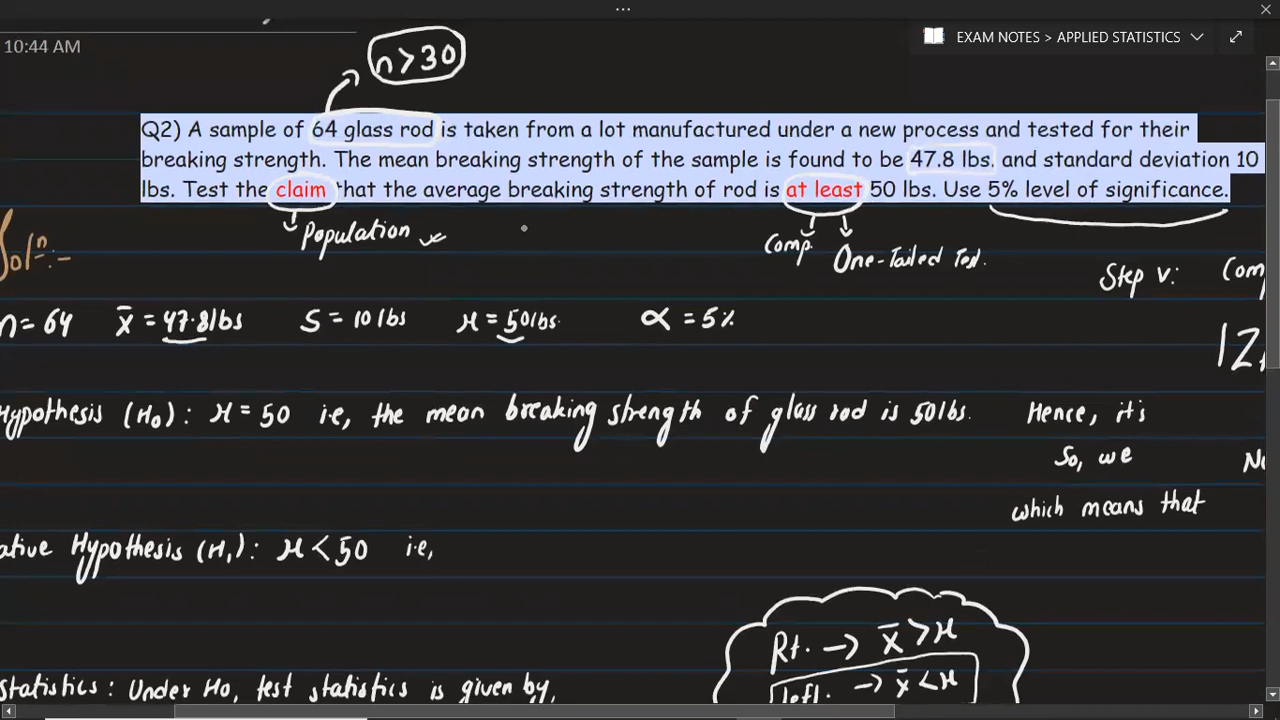 10:44 AM
EXAM NOTES > APPLIED STATISTICS
n > 30
Q2) A sample of 64 glass rod is taken from a lot manufactured under a new process and tested for their
breaking strength. The mean breaking strength of the sample is found to be 47.8 lbs. and standard deviation 10
lbs. Test the claim that the average breaking strength of rod is at least 50 lbs. Use 5% level of significance.
Population
Comp
One-Tailed Test.
Soln:-
Step V:
n = 64 x̄ = 47.8lbs S = 10lbs μ = 50lbs. α = 5%
Hypothesis (H0): μ = 50 i.e, the mean breaking strength of glass rod is 50lbs.
Hence, it's
So, we
which means that
ative Hypothesis (H1): μ < 50 i.e,
Rt. → x̄ > μ
left. → x̄ < μ
statistics: Under H0, test statistics is given by,